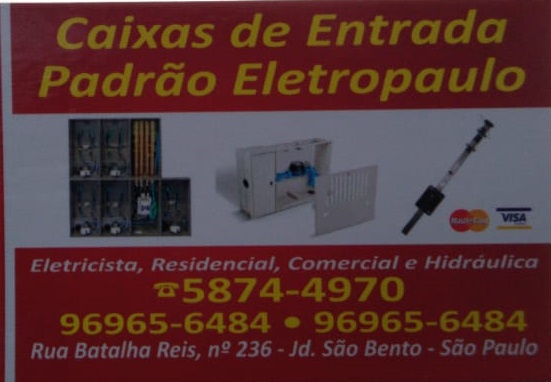 Caixas de Entrada
Padrão Eletropaulo
MasterCard
VISA
Eletricista, Residencial, Comercial e Hidráulica
☎5874-4970
96965-6484 • 96965-6484
Rua Batalha Reis, nº 236 - Jd. São Bento - São Paulo